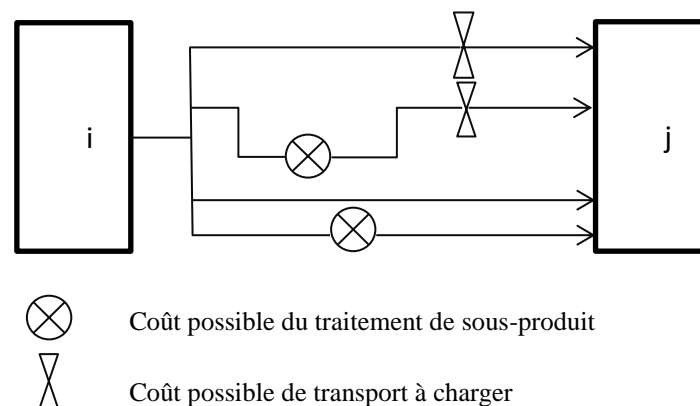 i
j
Coût possible du traitement de sous-produit
Coût possible de transport à charger